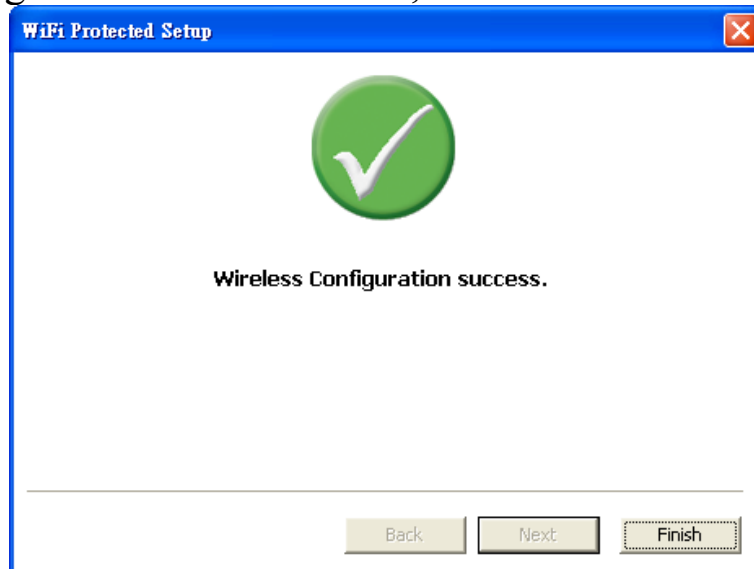 WiFi Protected Setup
Wireless Configuration success.
Back
Next
Finish